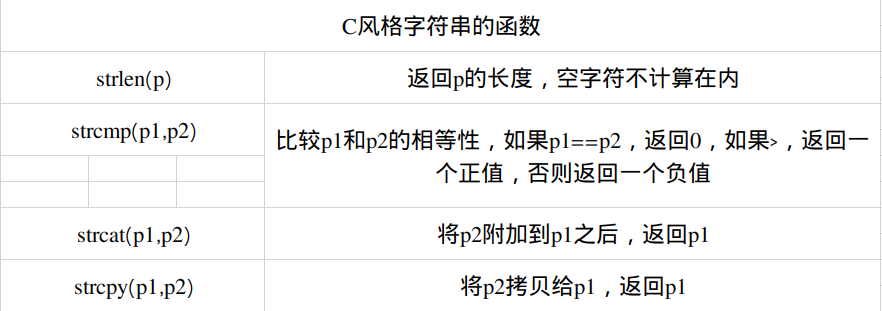 C风格字符串的函数
strlen(p)
返回p的长度，空字符不计算在内
strcmp(p1,p2)
比较p1和p2的相等性，如果p1==p2，返回0，如果>，返回一
个正值，否则返回一个负值
strcat(p1,p2)
将p2附加到p1之后，返回p1
strcpy(p1,p2)
将p2拷贝给p1，返回p1